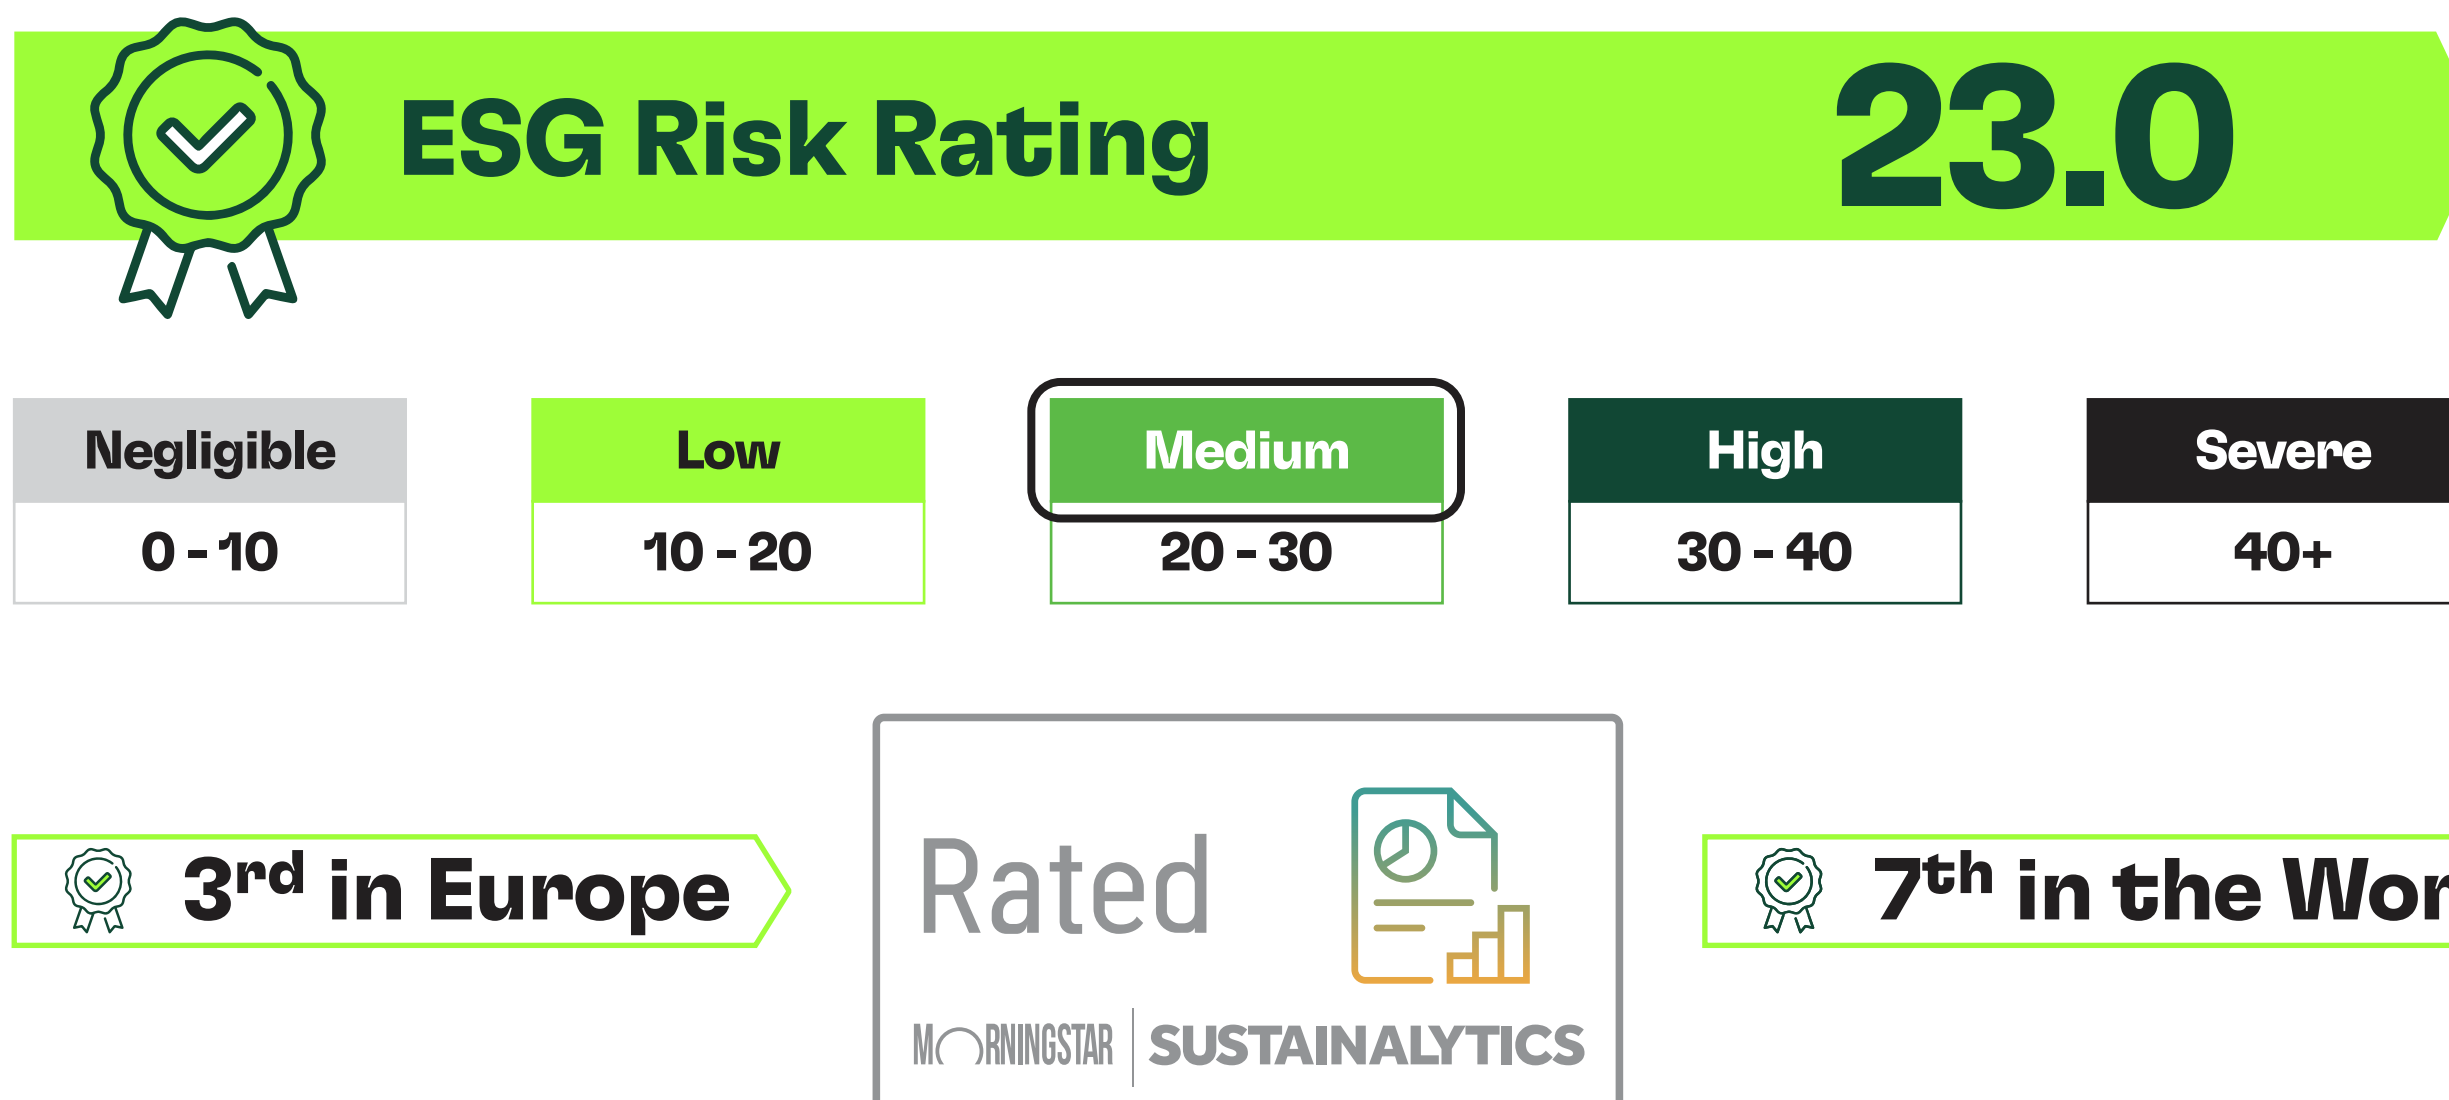 ESG Risk Rating 23.0
Negligible Low Medium High Severe
0 - 10 10 - 20 20 - 30 30 - 40 40+
3rd in Europe
Rated
7th in the
MORNINGSTAR SUSTAINALYTICS